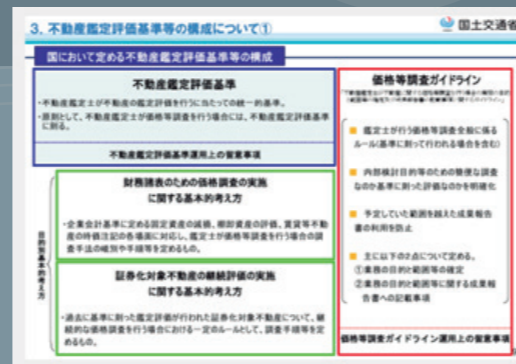 3. 不動産鑑定評価基準等の構成について①
国土交通省
国において定める不動産鑑定評価基準等の構成
不動産鑑定評価基準
・不動産鑑定士が不動産の鑑定評価を行うに当たっての統一的基準。
・原則として、不動産鑑定士が価格等調査を行う場合には、不動産鑑定評価基準
に則る。
不動産鑑定評価基準運用上の留意事項
目的別基本的考え方
財務諸表のための価格調査の実施
に関する基本的考え方
・企業会計基準に定める固定資産の減損、棚卸資産の評価、賃貸等不動
産の時価注記の各場面に対応し、鑑定士が価格等調査を行う場合の調
査手法の峻別や手順等を定めるもの。
証券化対象不動産の継続評価の実施
に関する基本的考え方
・過去に基準に則った鑑定評価が行われた証券化対象不動産について、継
続的な価格調査を行う場合における一定のルールとして、調査手順等を定
めるもの。
価格等調査ガイドライン
鑑定士が行う価格等調査全般に係る
ルール(基準に則って行われる場合を含む)
内部検討目的等のための簡便な調査
なのか基準に則った評価なのかを明確化
予定していた範囲を越えた成果報告
書の利用を防止
主に以下の2点について定める。
①業務の目的と範囲等の確定
②業務の目的と範囲等に関する成果報
告書への記載事項
価格等調査ガイドライン運用上の留意事項